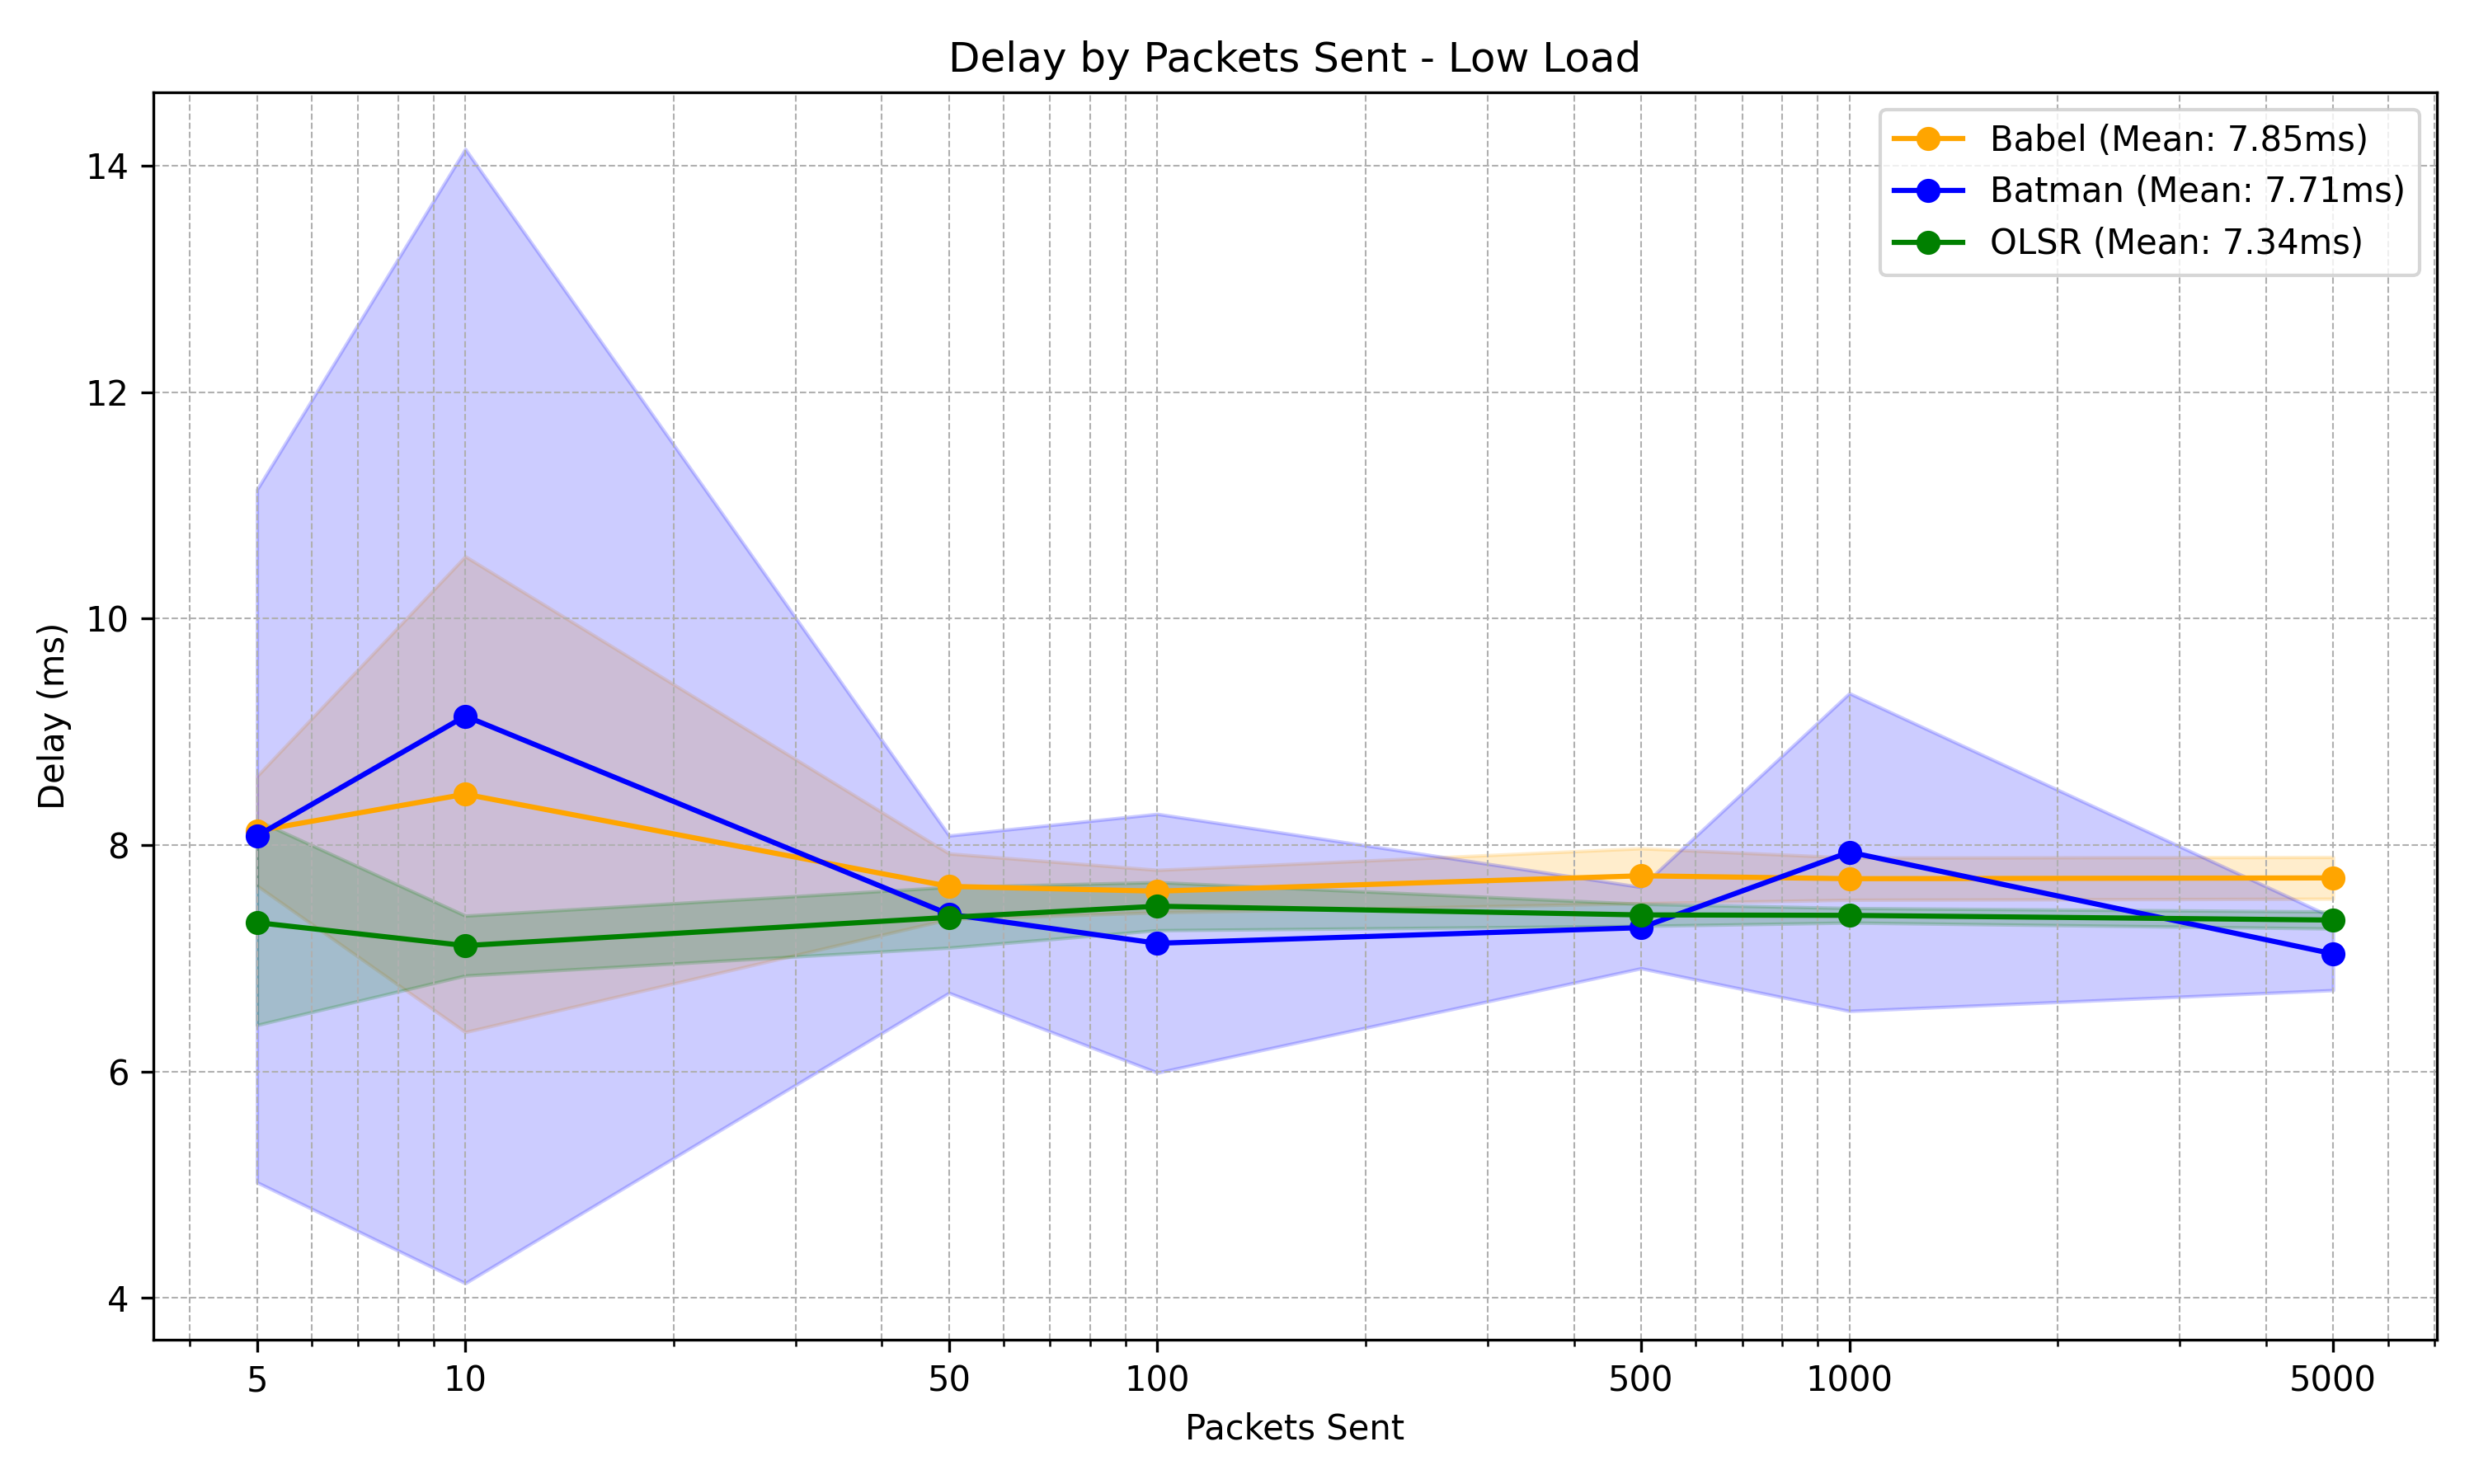 Delay by Packets Sent - Low Load
Babel (Mean: 7.85ms)
Batman (Mean: 7.71ms)
OLSR (Mean: 7.34ms)
Delay (ms)
14
12
10
8
6
4
5 10 50 100 500 1000 5000
Packets Sent